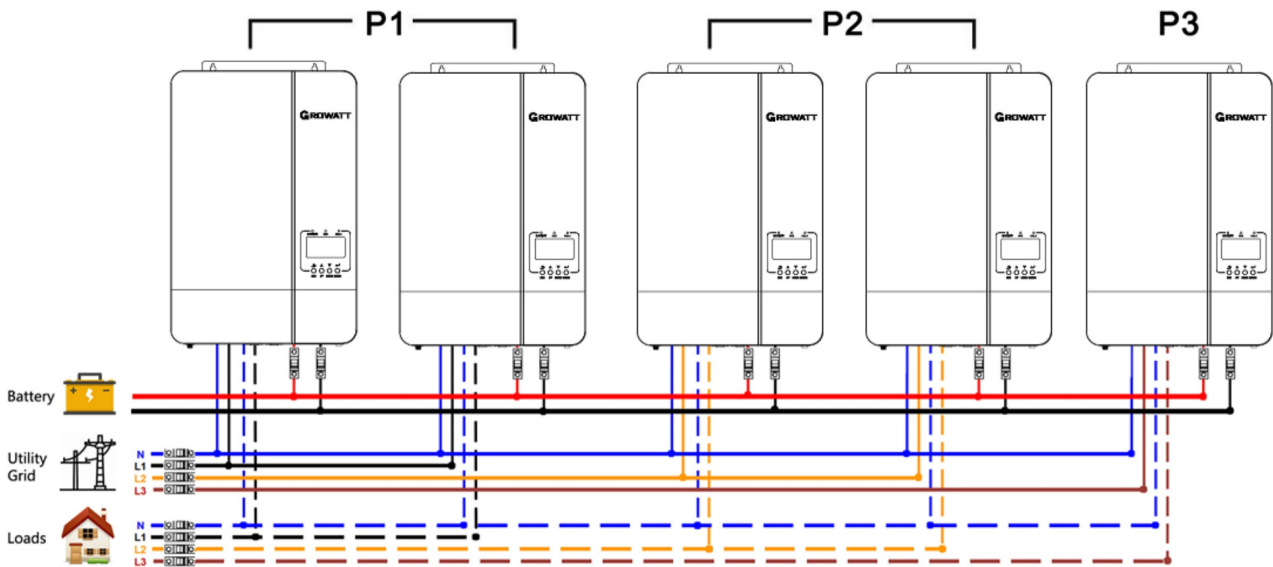 P1 P2 P3
GROWATT GROWATT GROWATT GROWATT GROWATT
Battery
+ −
Utility
Grid
N
L1
L2
L3
Loads
N
L1
L2
L3